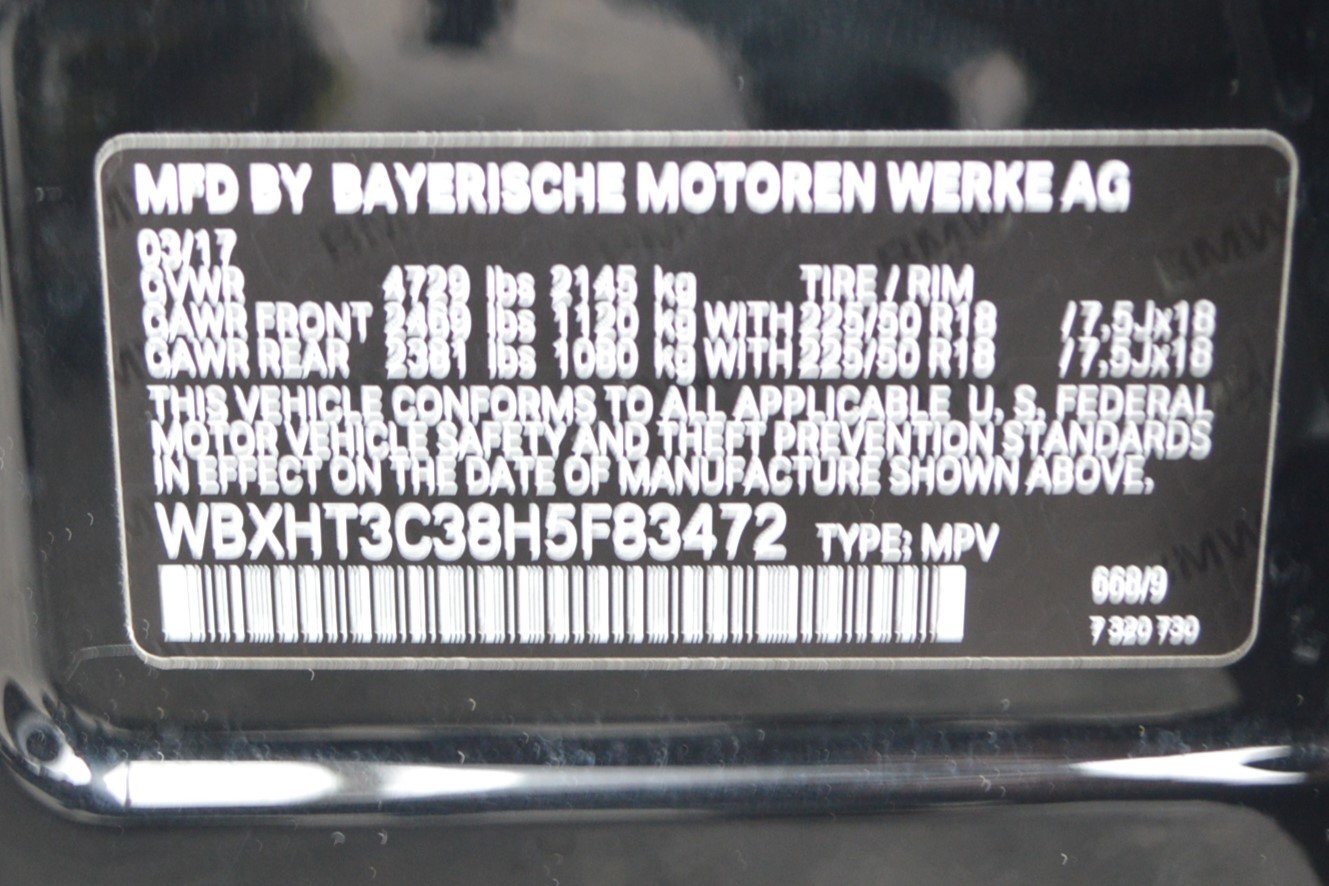 MFD BY BAYERISCHE MOTOREN WERKE AG
03/17
GVWR 4729 lbs 2145 kg TIRE / RIM
GAWR FRONT 2469 lbs 1120 kg WITH 225/50 R18 /7,5Jx18
GAWR REAR 2381 lbs 1080 kg WITH 225/50 R18 /7,5Jx18
THIS VEHICLE CONFORMS TO ALL APPLICABLE U. S. FEDERAL
MOTOR VEHICLE SAFETY AND THEFT PREVENTION STANDARDS
IN EFFECT ON THE DATE OF MANUFACTURE SHOWN ABOVE.
WBXHT3C38H5F83472 TYPE: MPV
668/9
7 320 730